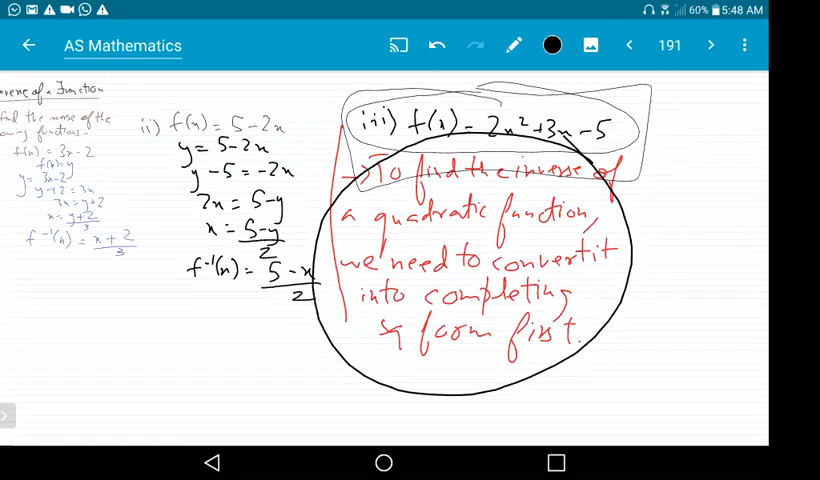 60% 5:48 AM
AS Mathematics
191
nverse of a Function
find the inverse of the
owing functions.
f(x) = 3x - 2
f(x) = y
y = 3x - 2
y + 2 = 3x
3x = y + 2
x = y + 2 / 3
f⁻¹(x) = x + 2 / 3
ii) f(x) = 5 - 2x
y = 5 - 2x
y - 5 = -2x
2x = 5 - y
x = 5 - y / 2
f⁻¹(x) = 5 - x / 2
iii) f(x) = 2x² + 3x - 5
→ To find the inverse of
a quadratic function,
we need to convert it
into completing
sq form first.